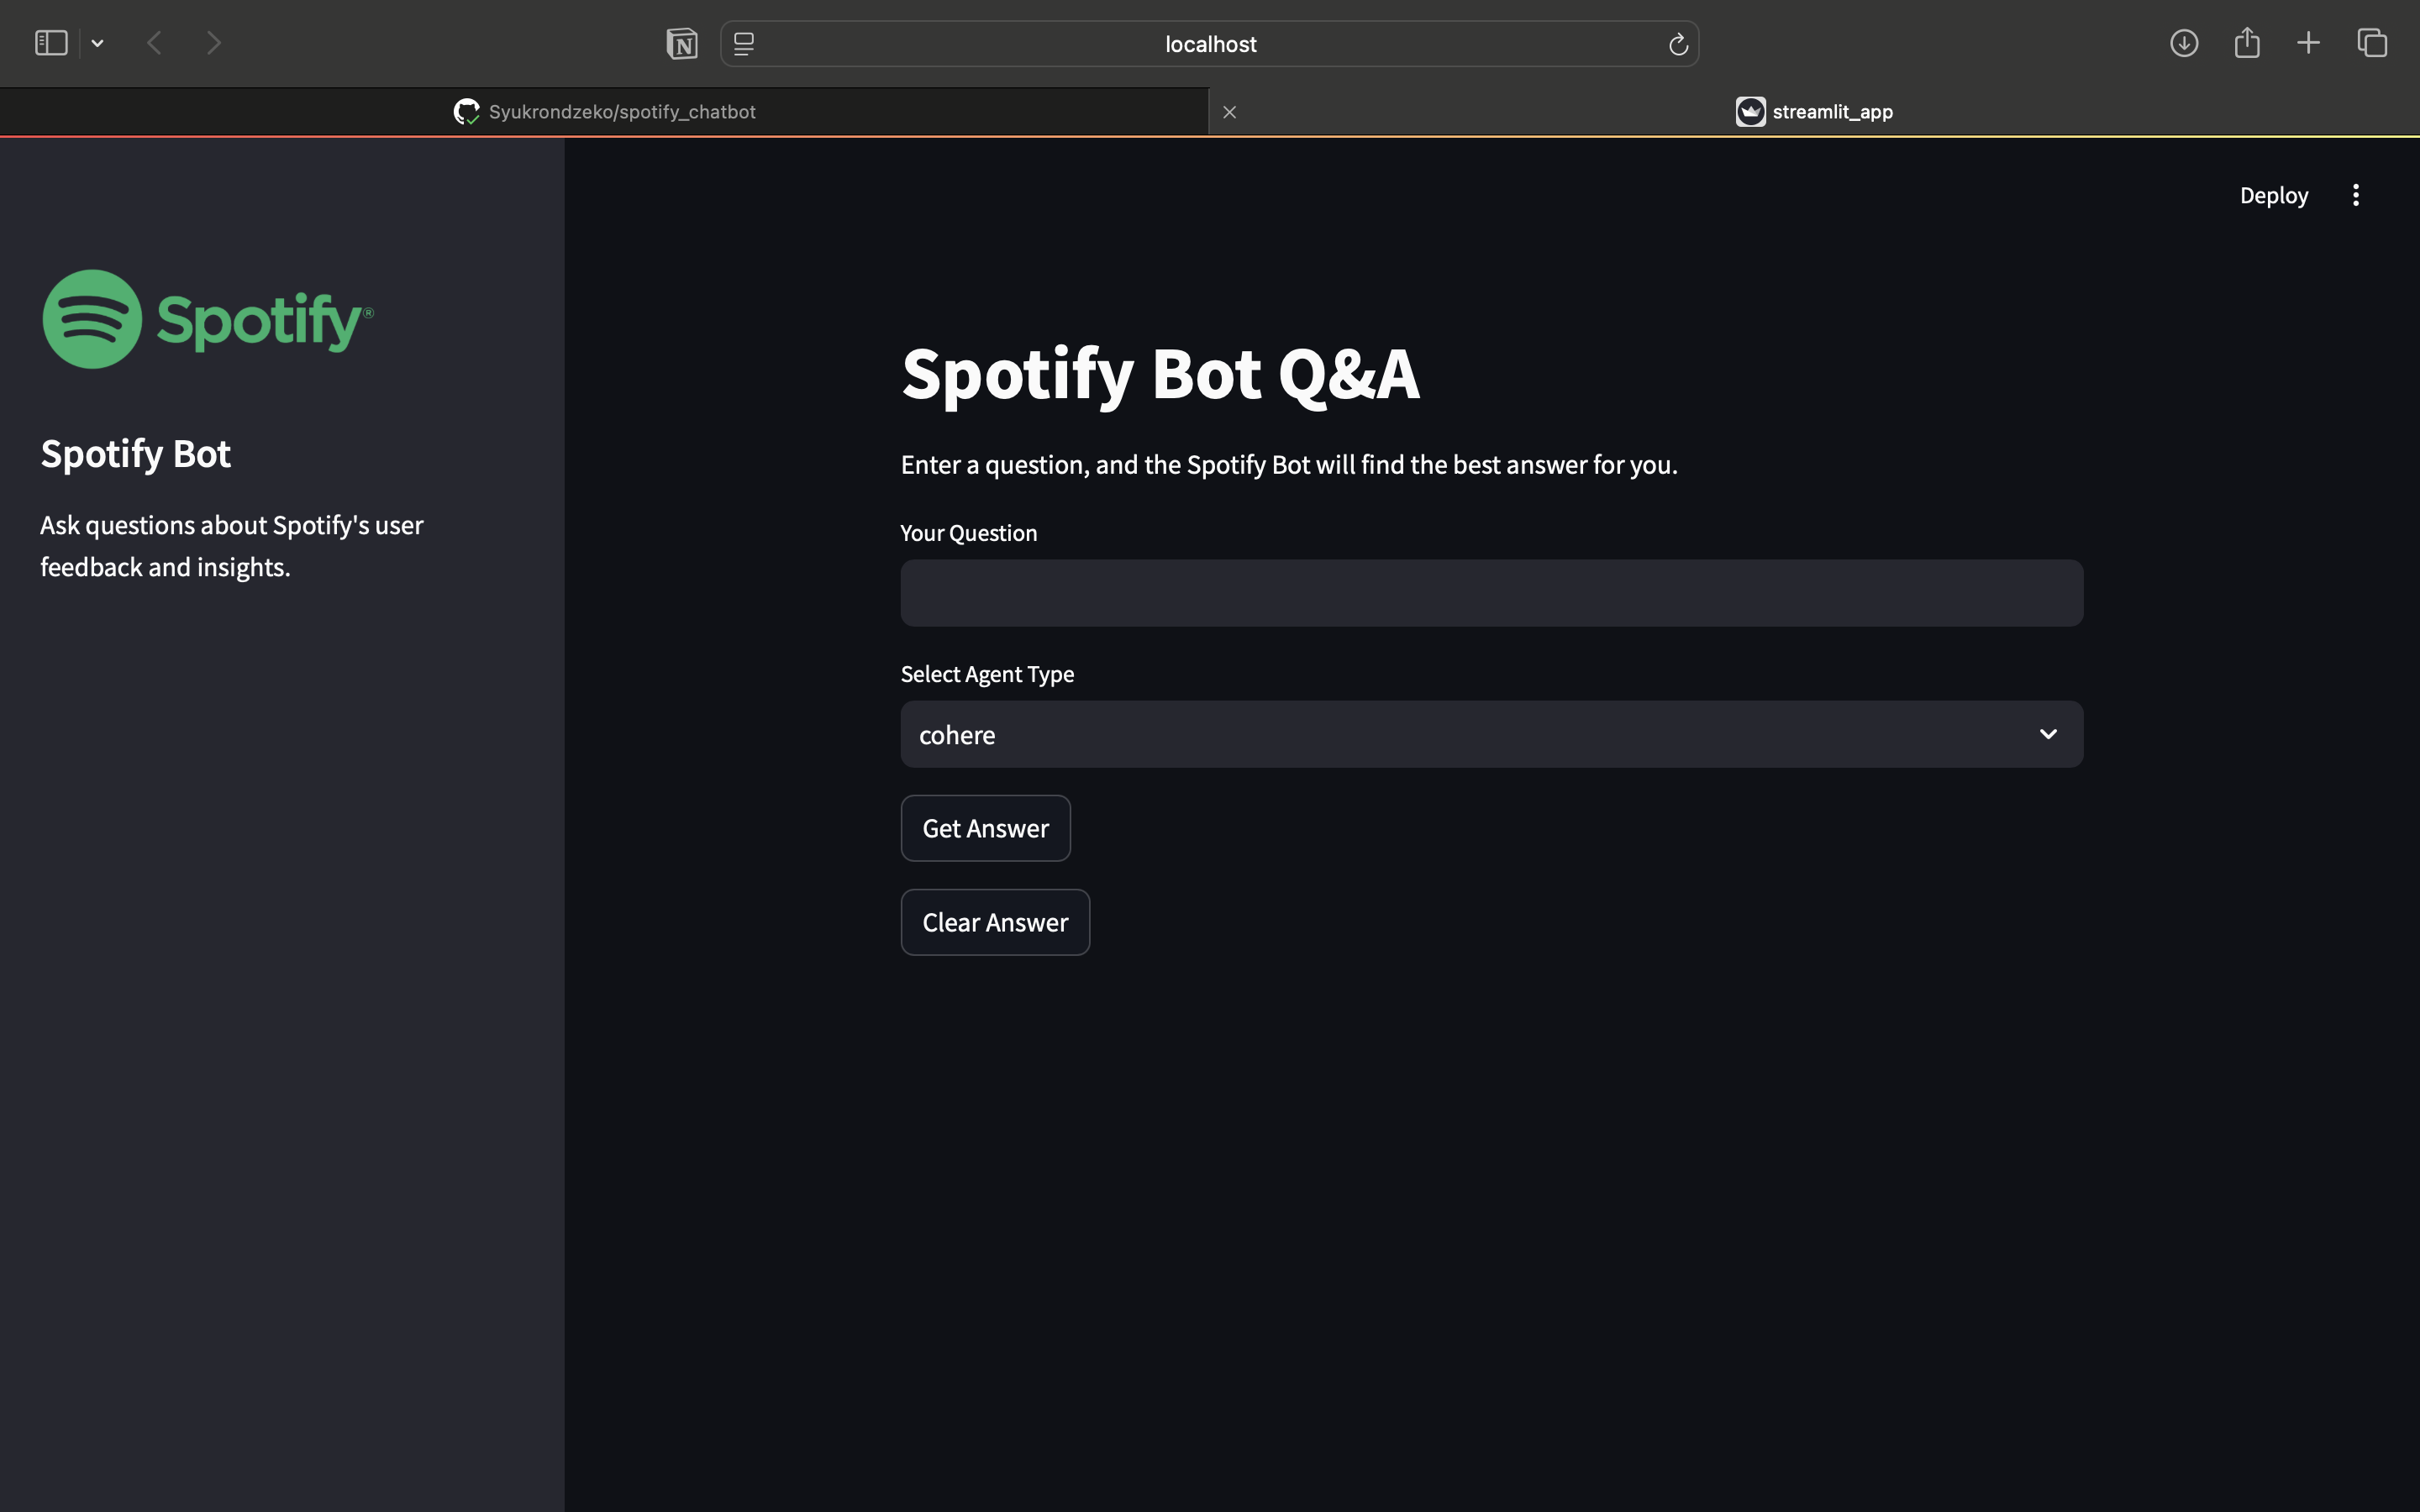 localhost
Syukrondzeko/spotify_chatbot
streamlit_app
Deploy
Spotify®
Spotify Bot
Ask questions about Spotify's user
feedback and insights.
Spotify Bot Q&A
Enter a question, and the Spotify Bot will find the best answer for you.
Your Question
Select Agent Type
cohere
Get Answer
Clear Answer